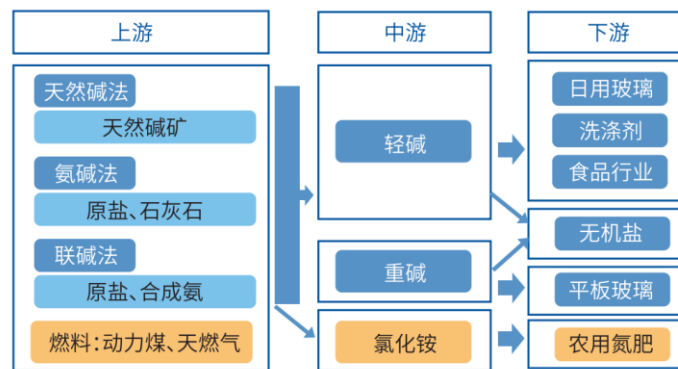 上游
中游
下游
天然碱法
天然碱矿
氨碱法
原盐、石灰石
联碱法
原盐、合成氨
燃料：动力煤、天燃气
轻碱
重碱
氯化铵
日用玻璃
洗涤剂
食品行业
无机盐
平板玻璃
农用氮肥